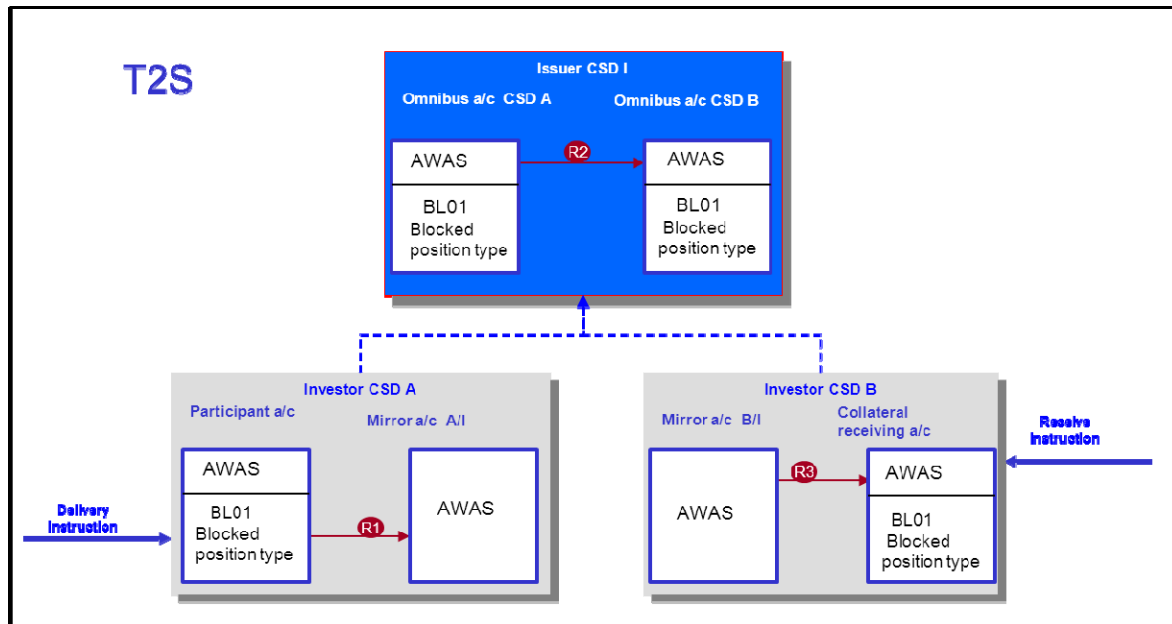 T2S
Issuer CSD I
Omnibus a/c CSD A
Omnibus a/c CSD B
AWAS
R2
AWAS
BL01
Blocked
position type
BL01
Blocked
position type
Investor CSD A
Participant a/c
Mirror a/c A/I
AWAS
BL01
Blocked
position type
R1
AWAS
Delivery
Instruction
Investor CSD B
Mirror a/c B/I
Collateral
receiving a/c
AWAS
R3
AWAS
BL01
Blocked
position type
Receive
Instruction